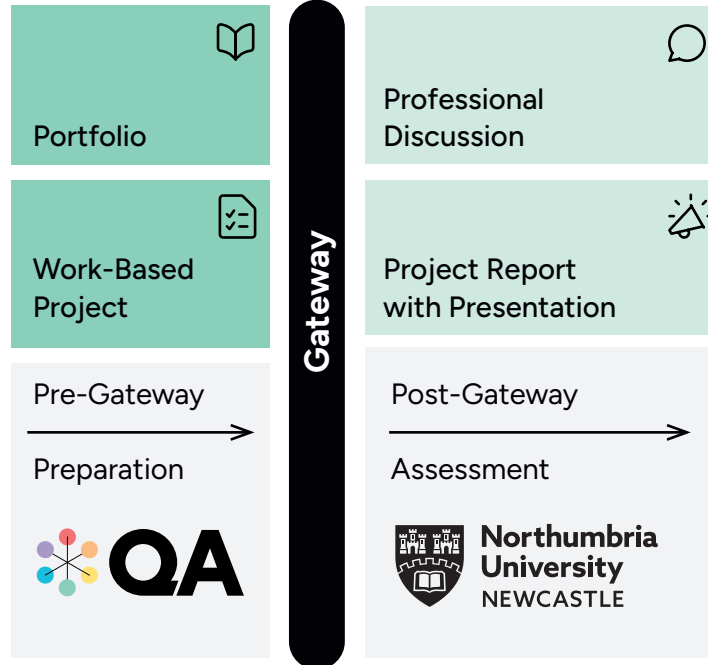 Portfolio
Work-Based
Project
Pre-Gateway
Preparation
QA
Gateway
Professional
Discussion
Project Report
with Presentation
Post-Gateway
Assessment
Northumbria
University
NEWCASTLE